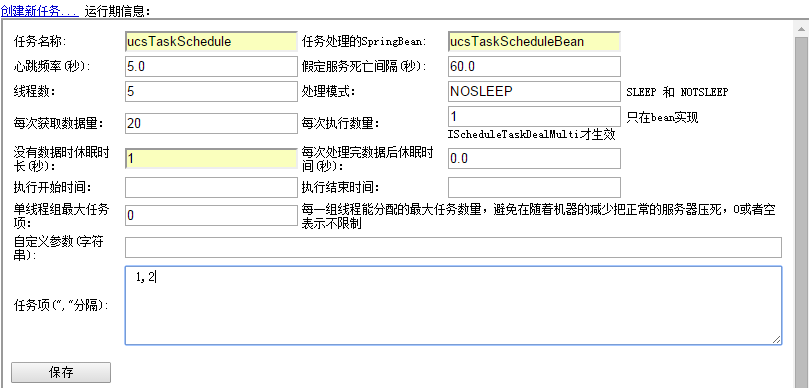 创建新任务... 运行期信息:
任务名称: ucsTaskSchedule 任务处理的SpringBean: ucsTaskScheduleBean
心跳频率(秒): 5.0 假定服务死亡间隔(秒): 60.0
线程数: 5 处理模式: NOSLEEP SLEEP 和 NOTSLEEP
每次获取数据量: 20 每次执行数量: 1 只在bean实现
IScheduleTaskDealMulti才生效
没有数据时休眠时 1 每次处理完数据后休眠时 0.0
长(秒): 间(秒):
执行开始时间: 执行结束时间:
单线程组最大任务 0 每一组线程能分配的最大任务数量，避免在随着机器的减少把正常的服务器压死，0或者空
项: 表示不限制
自定义参数(字符
串):
任务项(","分隔): 1,2
保存